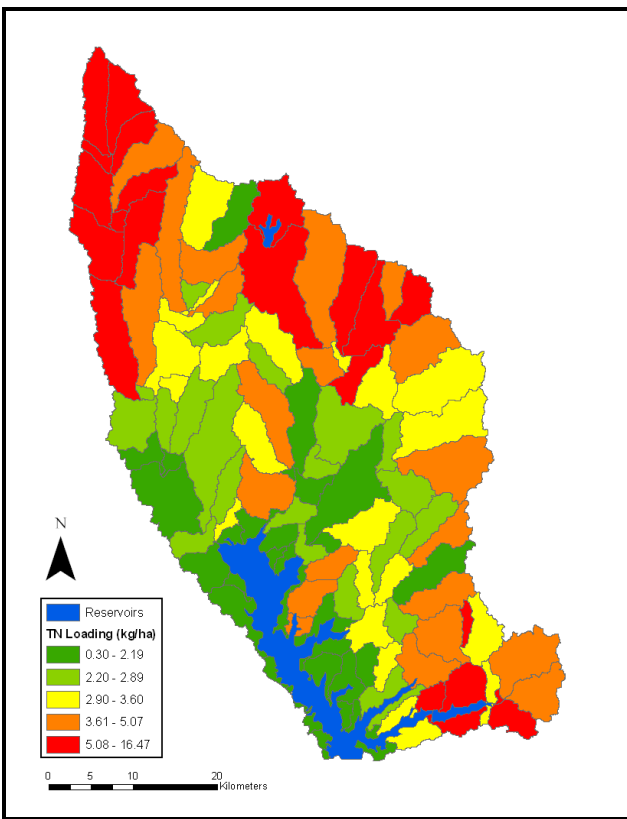 N
Reservoirs
TN Loading (kg/ha)
0.30 - 2.19
2.20 - 2.89
2.90 - 3.60
3.61 - 5.07
5.08 - 16.47
0 5 10 20
Kilometers